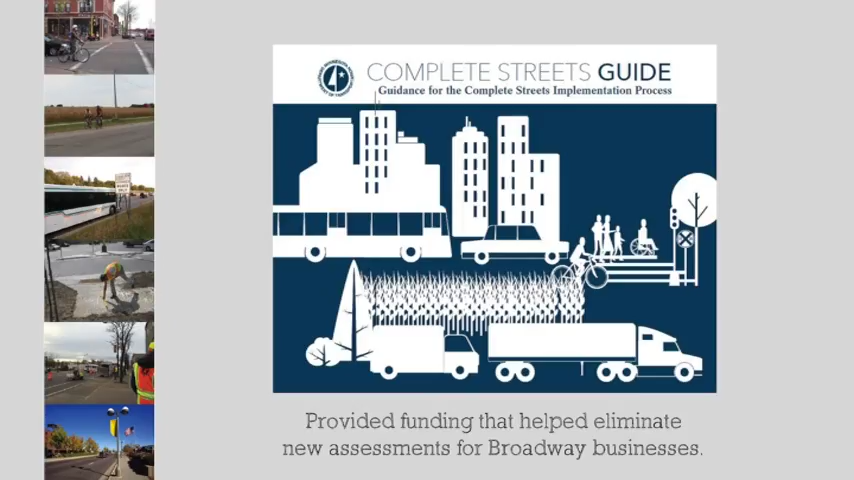 COMPLETE STREETS GUIDE
Guidance for the Complete Streets Implementation Process
Provided funding that helped eliminate
new assessments for Broadway businesses.